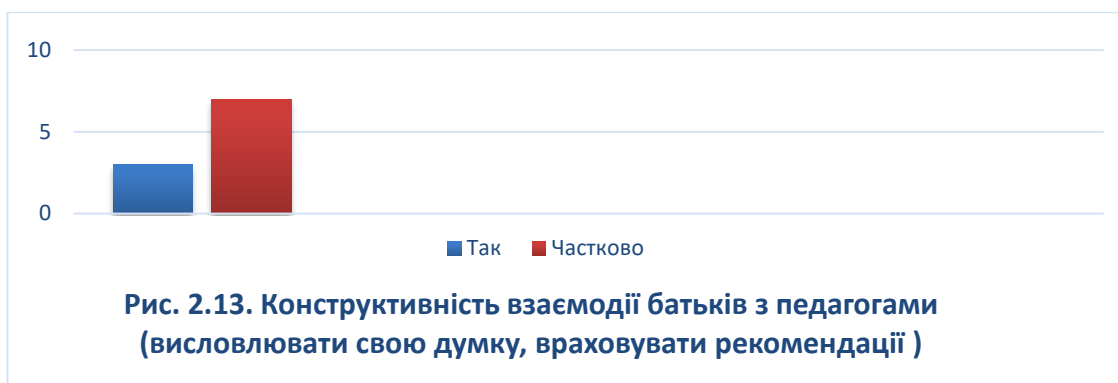 10
5
0
Так Частково
Рис. 2.13. Конструктивність взаємодії батьків з педагогами
(висловлювати свою думку, враховувати рекомендації )